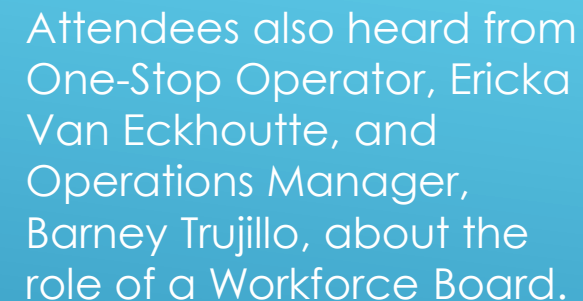 Attendees also heard from
One-Stop Operator, Ericka
Van Eckhoutte, and
Operations Manager,
Barney Trujillo, about the
role of a Workforce Board.